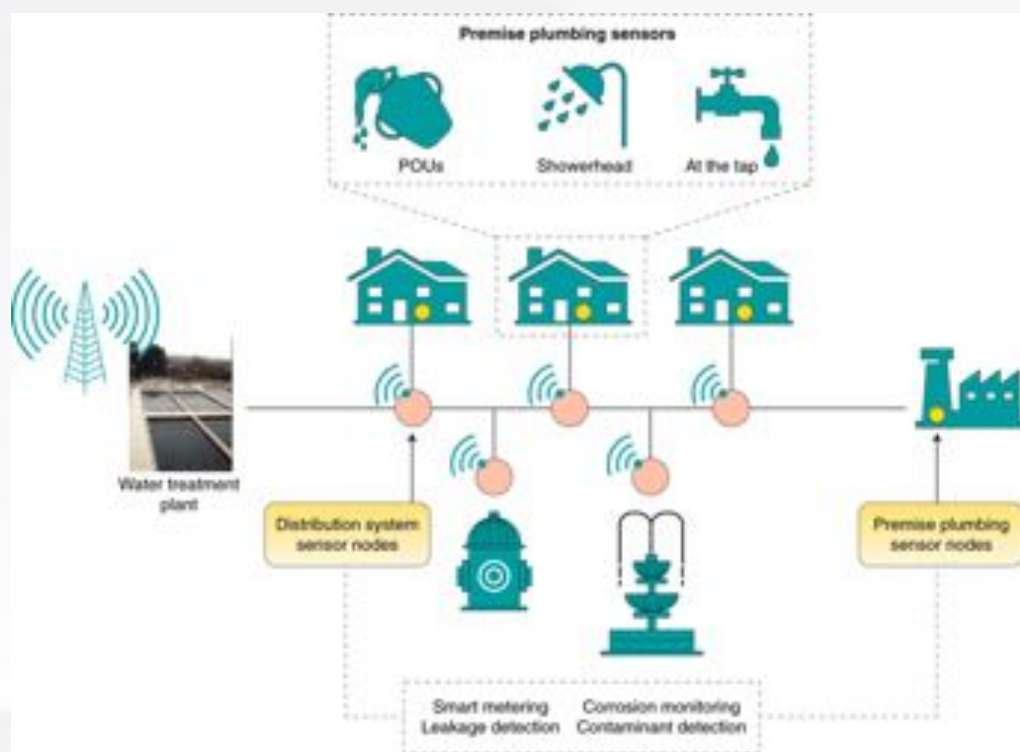 Premise plumbing sensors
POUs
Showerhead
At the tap
Water treatment
plant
Distribution system
sensor nodes
Premise plumbing
sensor nodes
Smart metering
Leakage detection
Corrosion monitoring
Contaminant detection